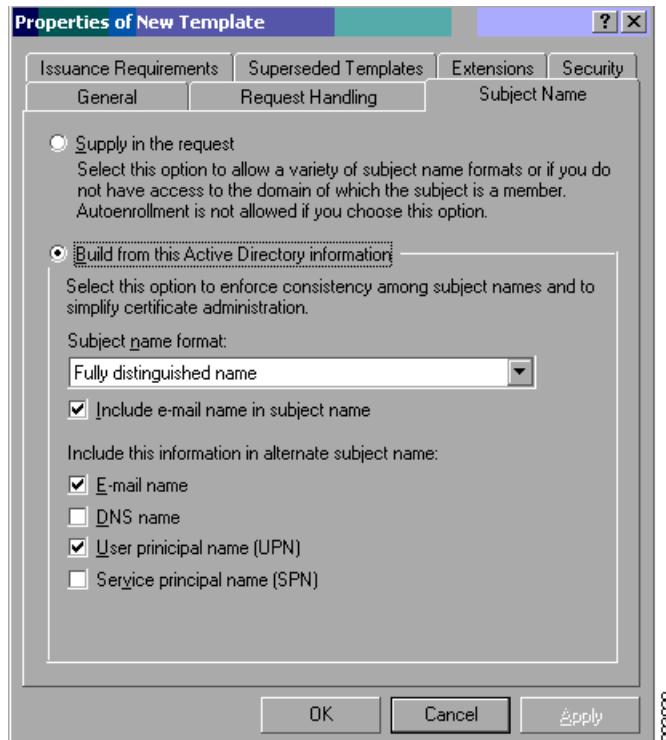 Properties of New Template
Issuance Requirements
Superseded Templates
Extensions
Security
General
Request Handling
Subject Name
Supply in the request
Select this option to allow a variety of subject name formats or if you do
not have access to the domain of which the subject is a member.
Autoenrollment is not allowed if you choose this option.
Build from this Active Directory information
Select this option to enforce consistency among subject names and to
simplify certificate administration.
Subject name format:
Fully distinguished name
Include e-mail name in subject name
Include this information in alternate subject name:
E-mail name
DNS name
User prinicipal name (UPN)
Service principal name (SPN)
OK
Cancel
Apply